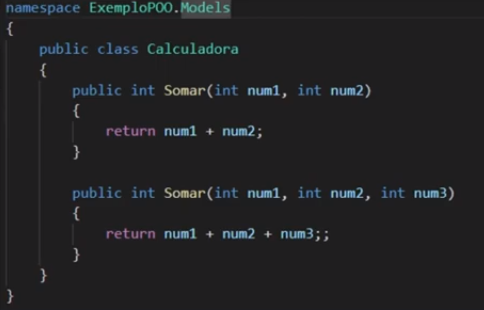 namespace ExemploPOO.Models
{
    public class Calculadora
    {
        public int Somar(int num1, int num2)
        {
            return num1 + num2;
        }

        public int Somar(int num1, int num2, int num3)
        {
            return num1 + num2 + num3;;
        }
    }
}